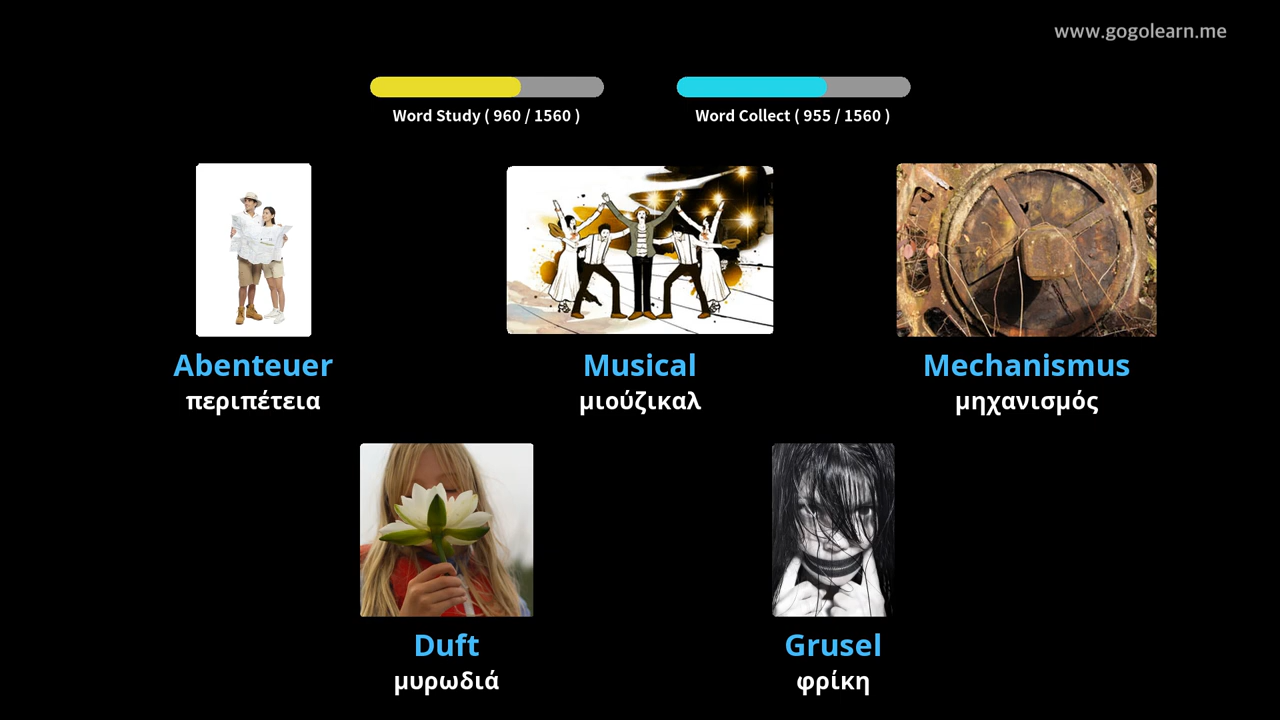 www.gogolearn.me
Word Study ( 960 / 1560 )
Word Collect ( 955 / 1560 )
Abenteuer
περιπέτεια
Musical
μιούζικαλ
Mechanismus
μηχανισμός
Duft
μυρωδιά
Grusel
φρίκη